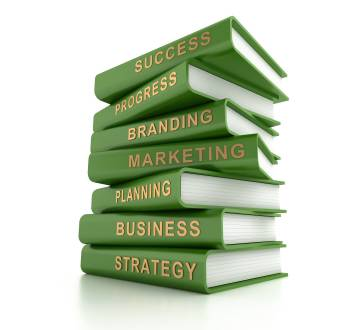 SUCCESS
PROGRESS
BRANDING
MARKETING
PLANNING
BUSINESS
STRATEGY